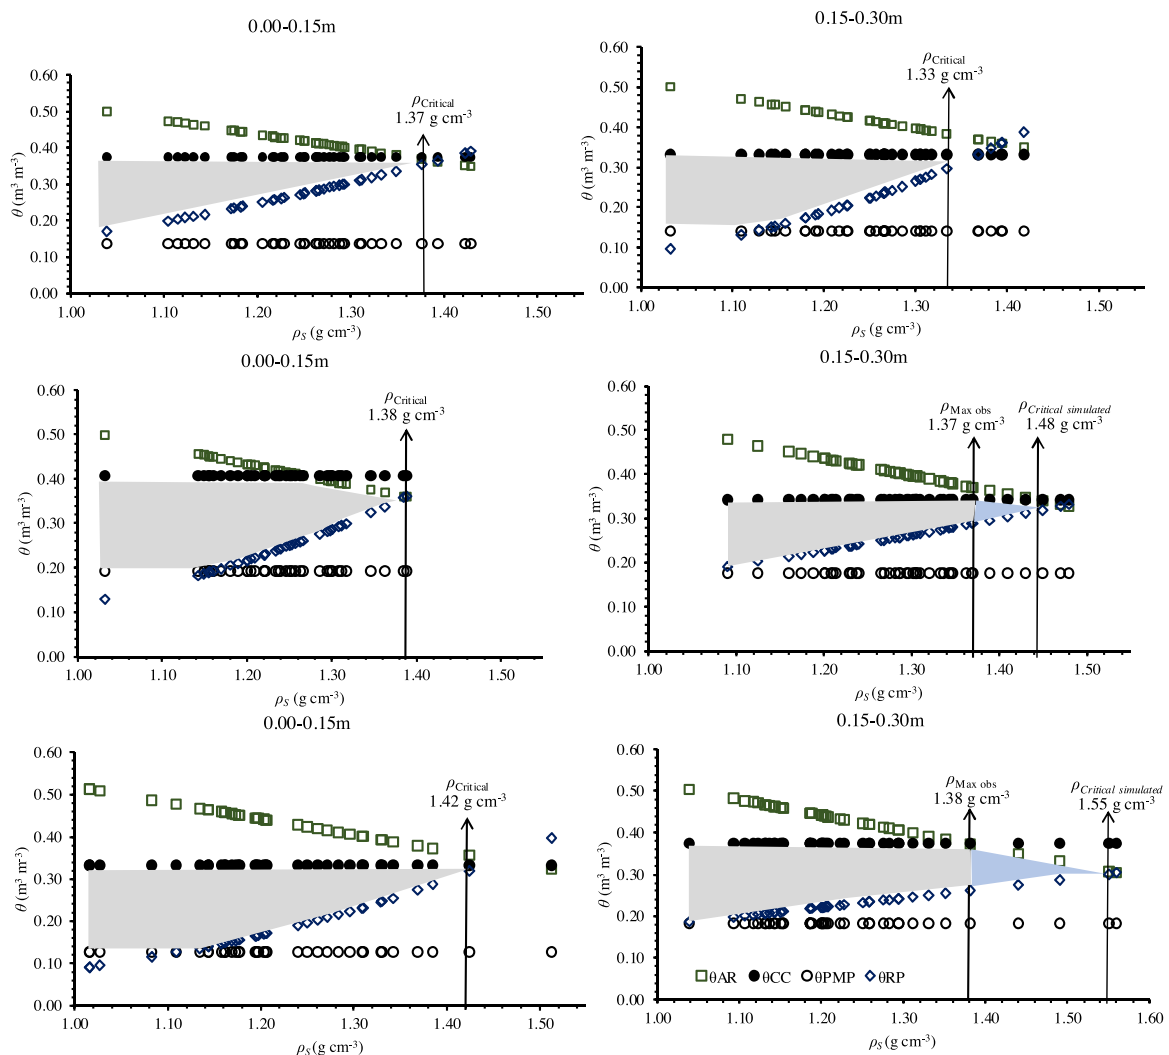 0.00-0.15m
0.60
0.50
0.40
0.30
0.20
0.10
0.00
θ (m³ m⁻³)
ρCritical
1.37 g cm⁻³
1.00 1.10 1.20 1.30 1.40 1.50
ρS (g cm⁻³)
0.15-0.30m
0.60
0.50
0.40
0.30
0.20
0.10
0.00
θ (m³ m⁻³)
ρCritical
1.33 g cm⁻³
1.00 1.10 1.20 1.30 1.40 1.50
ρS (g cm⁻³)
0.00-0.15m
0.60
0.50
0.40
0.30
0.20
0.10
0.00
θ (m³ m⁻³)
ρCritical
1.38 g cm⁻³
1.00 1.10 1.20 1.30 1.40 1.50
ρS (g cm⁻³)
0.15-0.30m
0.60
0.50
0.40
0.30
0.20
0.10
0.00
θ (m³ m⁻³)
ρMax obs
1.37 g cm⁻³
ρCritical simulated
1.48 g cm⁻³
1.00 1.10 1.20 1.30 1.40 1.50
ρS (g cm⁻³)
0.00-0.15m
0.60
0.50
0.40
0.30
0.20
0.10
0.00
θ (m³ m⁻³)
ρCritical
1.42 g cm⁻³
1.00 1.10 1.20 1.30 1.40 1.50
ρS (g cm⁻³)
0.15-0.30m
0.60
0.50
0.40
0.30
0.20
0.10
0.00
θ (m³ m⁻³)
ρMax obs
1.38 g cm⁻³
ρCritical simulated
1.55 g cm⁻³
θAR θCC θPMP θRP
1.00 1.10 1.20 1.30 1.40 1.50 1.60
ρS (g cm⁻³)